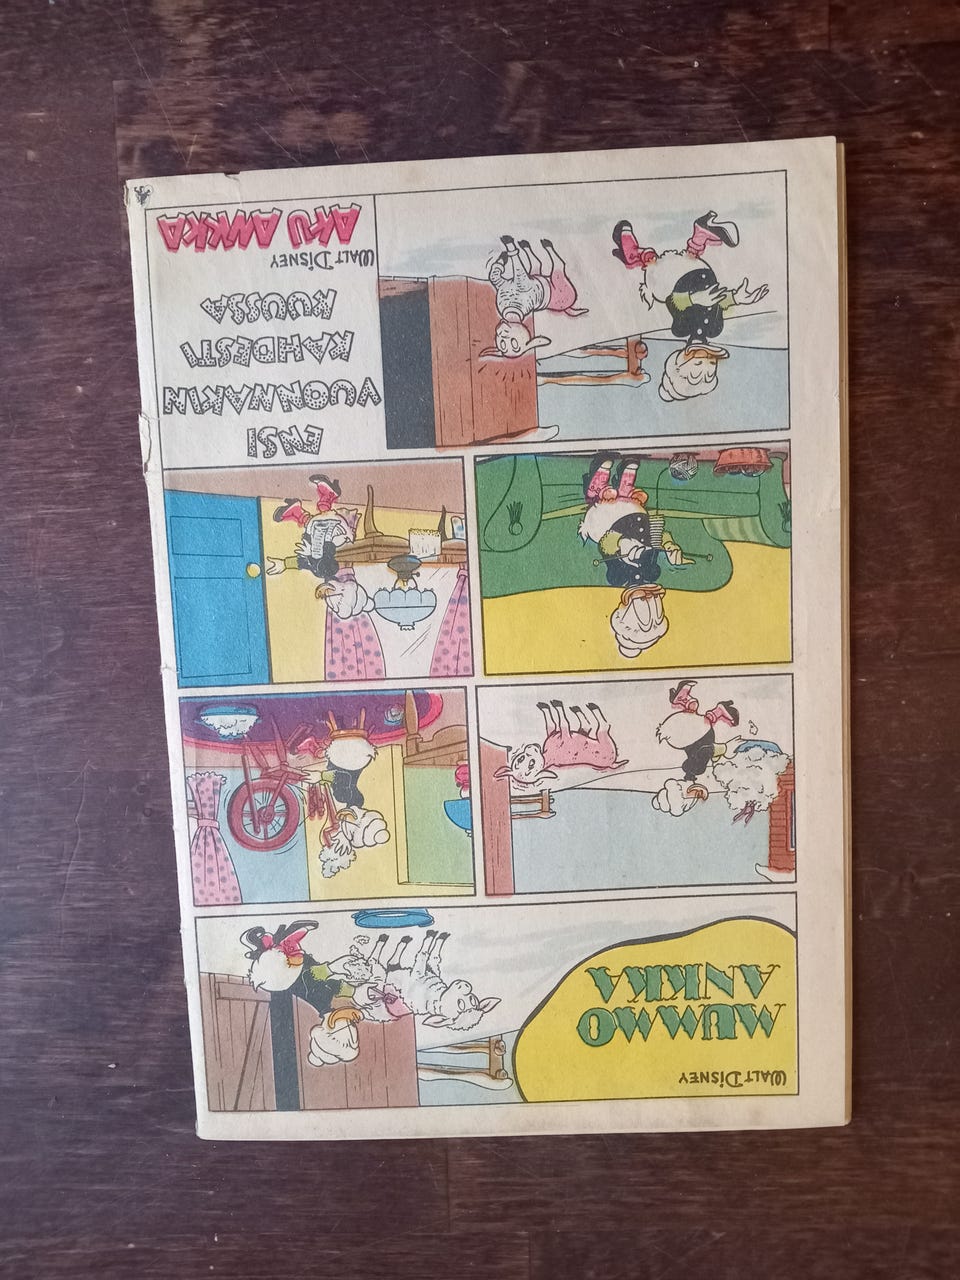 WALT DISNEY
MUMMO
ANKKA
ENSI
VUONNAKIN
KAHDESTI
KUUSSA
WALT DISNEY
AKU ANKKA